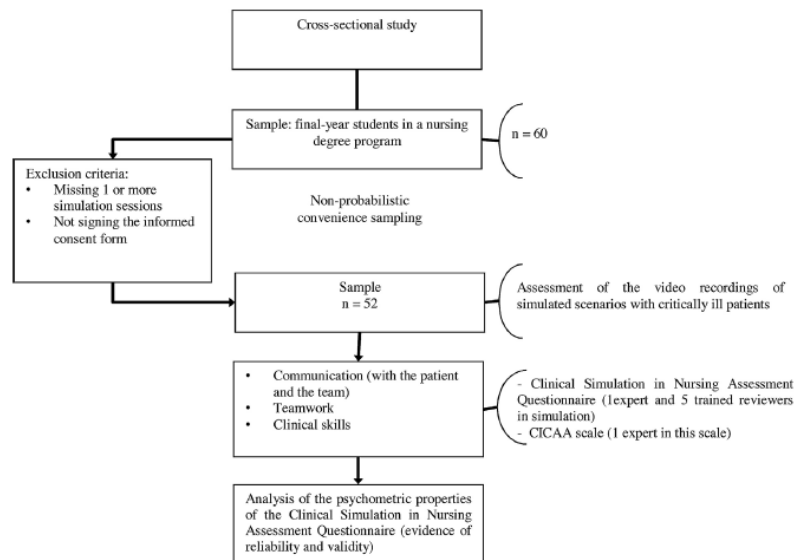 Cross-sectional study
Sample: final-year students in a nursing
degree program
n = 60
Exclusion criteria:
• Missing 1 or more
simulation sessions
• Not signing the informed
consent form
Non-probabilistic
convenience sampling
Sample
n = 52
Assessment of the video recordings of
simulated scenarios with critically ill patients
• Communication (with the patient
and the team)
• Teamwork
• Clinical skills
- Clinical Simulation in Nursing Assessment
Questionnaire (1expert and 5 trained reviewers
in simulation)
- CICAA scale (1 expert in this scale)
Analysis of the psychometric properties
of the Clinical Simulation in Nursing
Assessment Questionnaire (evidence of
reliability and validity)